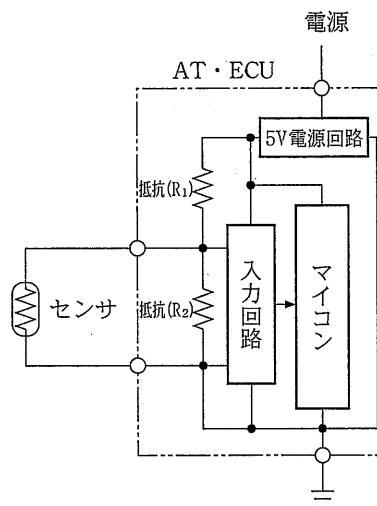 電源
AT・ECU
5V電源回路
抵抗(R₁)
センサ
抵抗(R₂)
入力回路
マイコン